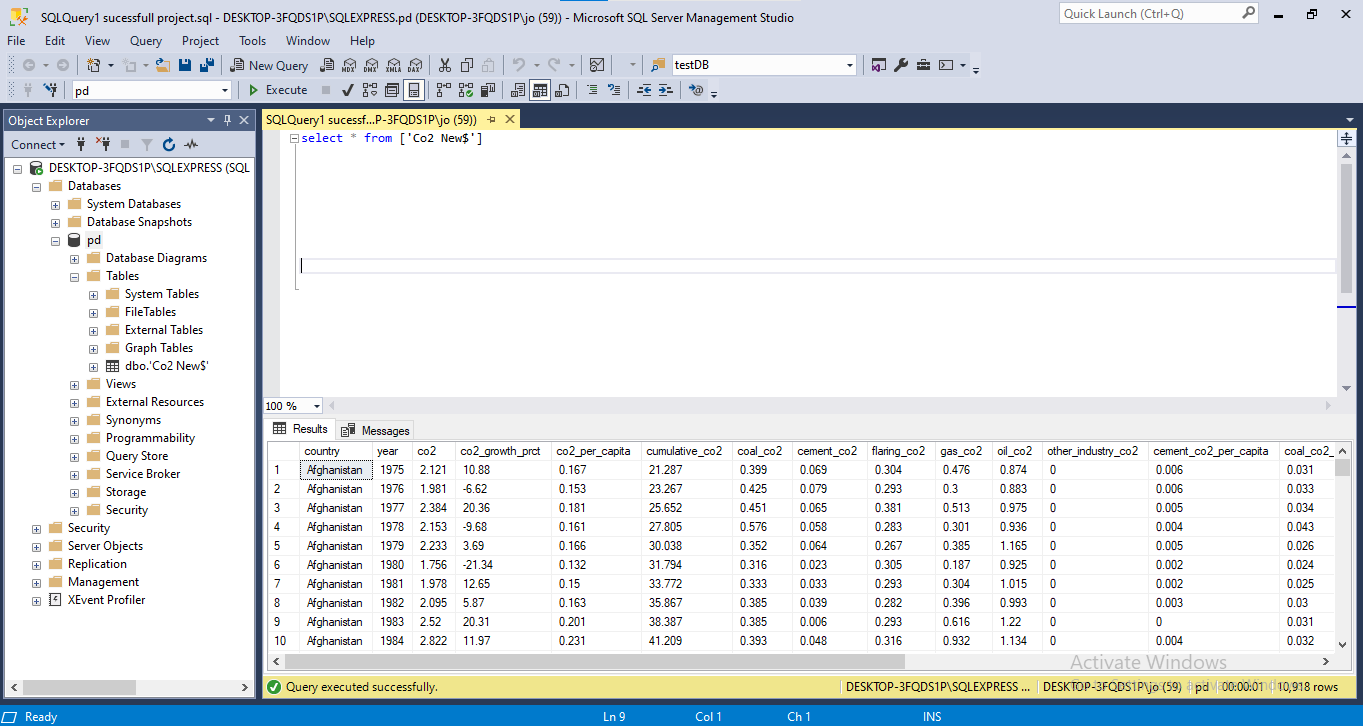 SQLQuery1 sucessfull project.sql - DESKTOP-3FQDS1P\SQLEXPRESS.pd (DESKTOP-3FQDS1P\jo (59)) - Microsoft SQL Server Management Studio
Quick Launch (Ctrl+Q)
File Edit View Query Project Tools Window Help
New Query MDX DMX XMLA DAX testDB
pd Execute
Object Explorer
SQLQuery1 sucessf...P-3FQDS1P\jo (59))
Connect
select * from ['Co2 New$']
DESKTOP-3FQDS1P\SQLEXPRESS (SQL
Databases
System Databases
Database Snapshots
pd
Database Diagrams
Tables
System Tables
FileTables
External Tables
Graph Tables
dbo.'Co2 New$'
Views
External Resources
Synonyms
Programmability
Query Store
Service Broker
Storage
Security
Security
Server Objects
Replication
Management
XEvent Profiler
100 %
Results Messages
country year co2 co2_growth_prct co2_per_capita cumulative_co2 coal_co2 cement_co2 flaring_co2 gas_co2 oil_co2 other_industry_co2 cement_co2_per_capita coal_co2_
1 Afghanistan 1975 2.121 10.88 0.167 21.287 0.399 0.069 0.304 0.476 0.874 0 0.006 0.031
2 Afghanistan 1976 1.981 -6.62 0.153 23.267 0.425 0.079 0.293 0.3 0.883 0 0.006 0.033
3 Afghanistan 1977 2.384 20.36 0.181 25.652 0.451 0.065 0.381 0.513 0.975 0 0.005 0.034
4 Afghanistan 1978 2.153 -9.68 0.161 27.805 0.576 0.058 0.283 0.301 0.936 0 0.004 0.043
5 Afghanistan 1979 2.233 3.69 0.166 30.038 0.352 0.064 0.267 0.385 1.165 0 0.005 0.026
6 Afghanistan 1980 1.756 -21.34 0.132 31.794 0.316 0.023 0.305 0.187 0.925 0 0.002 0.024
7 Afghanistan 1981 1.978 12.65 0.15 33.772 0.333 0.033 0.293 0.304 1.015 0 0.002 0.025
8 Afghanistan 1982 2.095 5.87 0.163 35.867 0.385 0.039 0.282 0.396 0.993 0 0.003 0.03
9 Afghanistan 1983 2.52 20.31 0.201 38.387 0.385 0.006 0.293 0.616 1.22 0 0 0.031
10 Afghanistan 1984 2.822 11.97 0.231 41.209 0.393 0.048 0.316 0.932 1.134 0 0.004 0.032
Activate Windows
Query executed successfully. DESKTOP-3FQDS1P\SQLEXPRESS ... DESKTOP-3FQDS1P\jo (59) pd 00:00:01 10,918 rows
Ready Ln 9 Col 1 Ch 1 INS